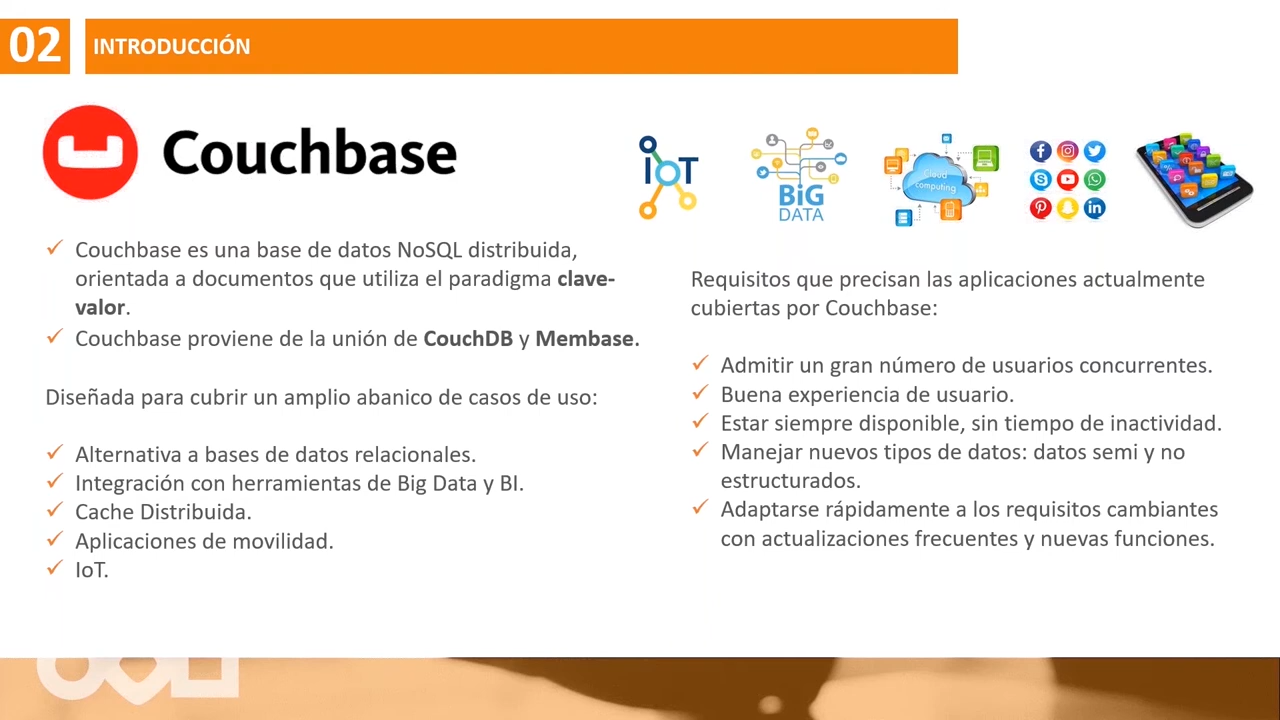 02
INTRODUCCIÓN
Couchbase
IoT
BiG
DATA
Cloud
computing
Couchbase es una base de datos NoSQL distribuida,
orientada a documentos que utiliza el paradigma clave-
valor.
Couchbase proviene de la unión de CouchDB y Membase.
Diseñada para cubrir un amplio abanico de casos de uso:
Alternativa a bases de datos relacionales.
Integración con herramientas de Big Data y BI.
Cache Distribuida.
Aplicaciones de movilidad.
IoT.
Requisitos que precisan las aplicaciones actualmente
cubiertas por Couchbase:
Admitir un gran número de usuarios concurrentes.
Buena experiencia de usuario.
Estar siempre disponible, sin tiempo de inactividad.
Manejar nuevos tipos de datos: datos semi y no
estructurados.
Adaptarse rápidamente a los requisitos cambiantes
con actualizaciones frecuentes y nuevas funciones.